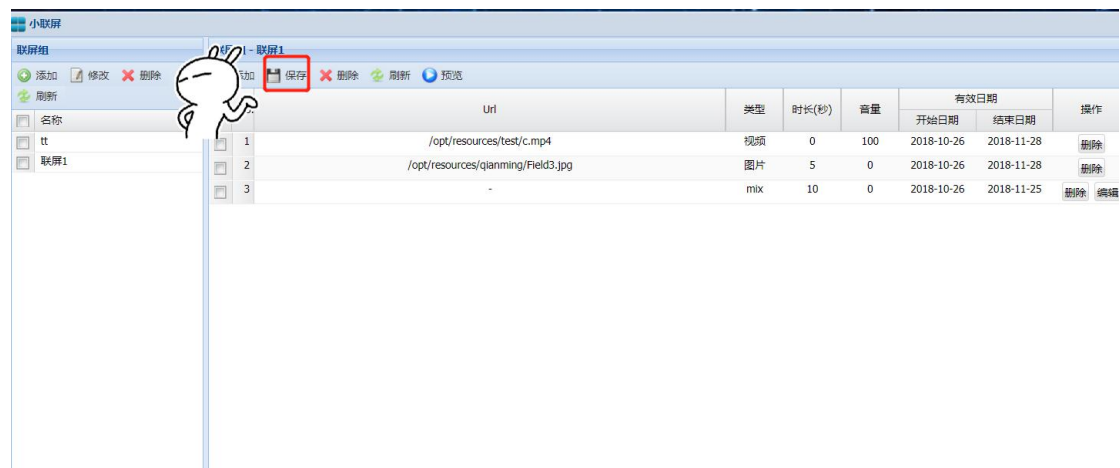 小联屏
联屏组
- 联屏1
添加 修改 删除
刷新
名称
tt
联屏1
加 保存 删除 刷新 预览
Url 类型 时长(秒) 音量 有效日期 操作
开始日期 结束日期
1 /opt/resources/test/c.mp4 视频 0 100 2018-10-26 2018-11-28 删除
2 /opt/resources/qianming/Field3.jpg 图片 5 0 2018-10-26 2018-11-28 删除
3 - mix 10 0 2018-10-26 2018-11-25 删除 编辑